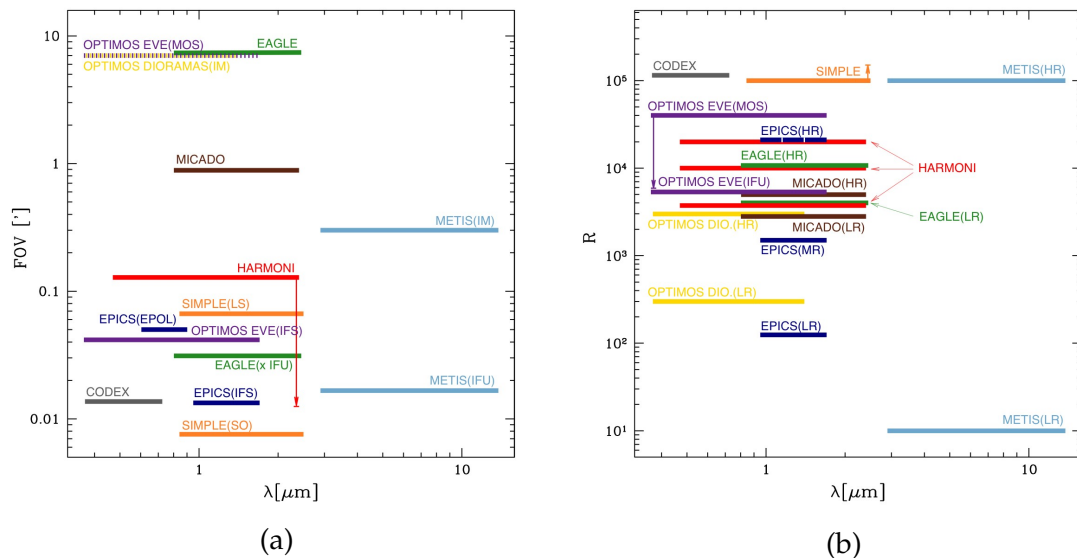 OPTIMOS EVE(MOS)
EAGLE
OPTIMOS DIORAMAS(IM)
MICADO
METIS(IM)
HARMONI
SIMPLE(LS)
EPICS(EPOL)
OPTIMOS EVE(IFS)
EAGLE(x IFU)
METIS(IFU)
CODEX
EPICS(IFS)
SIMPLE(SO)
10
1
0.1
0.01
FOV [']
1
10
λ[μm]
(a)
CODEX
SIMPLE
METIS(HR)
OPTIMOS EVE(MOS)
EPICS(HR)
EAGLE(HR)
HARMONI
OPTIMOS EVE(IFU)
MICADO(HR)
OPTIMOS DIO.(HR)
MICADO(LR)
EAGLE(LR)
EPICS(MR)
OPTIMOS DIO.(LR)
EPICS(LR)
METIS(LR)
10⁵
10⁴
10³
10²
10¹
R
1
10
λ[μm]
(b)